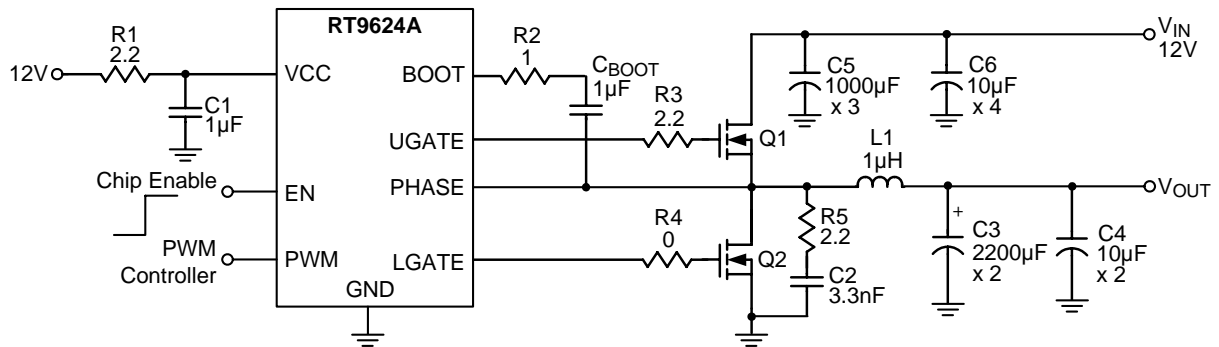 RT9624A
R1
2.2
12V
VCC
C1
1µF
Chip Enable
EN
PWM
Controller
PWM
GND
BOOT
UGATE
PHASE
LGATE
R2
1
CBOOT
1µF
R3
2.2
R4
0
Q1
Q2
C5
1000µF
x 3
C6
10µF
x 4
VIN
12V
L1
1µH
VOUT
R5
2.2
C2
3.3nF
+
C3
2200µF
x 2
C4
10µF
x 2